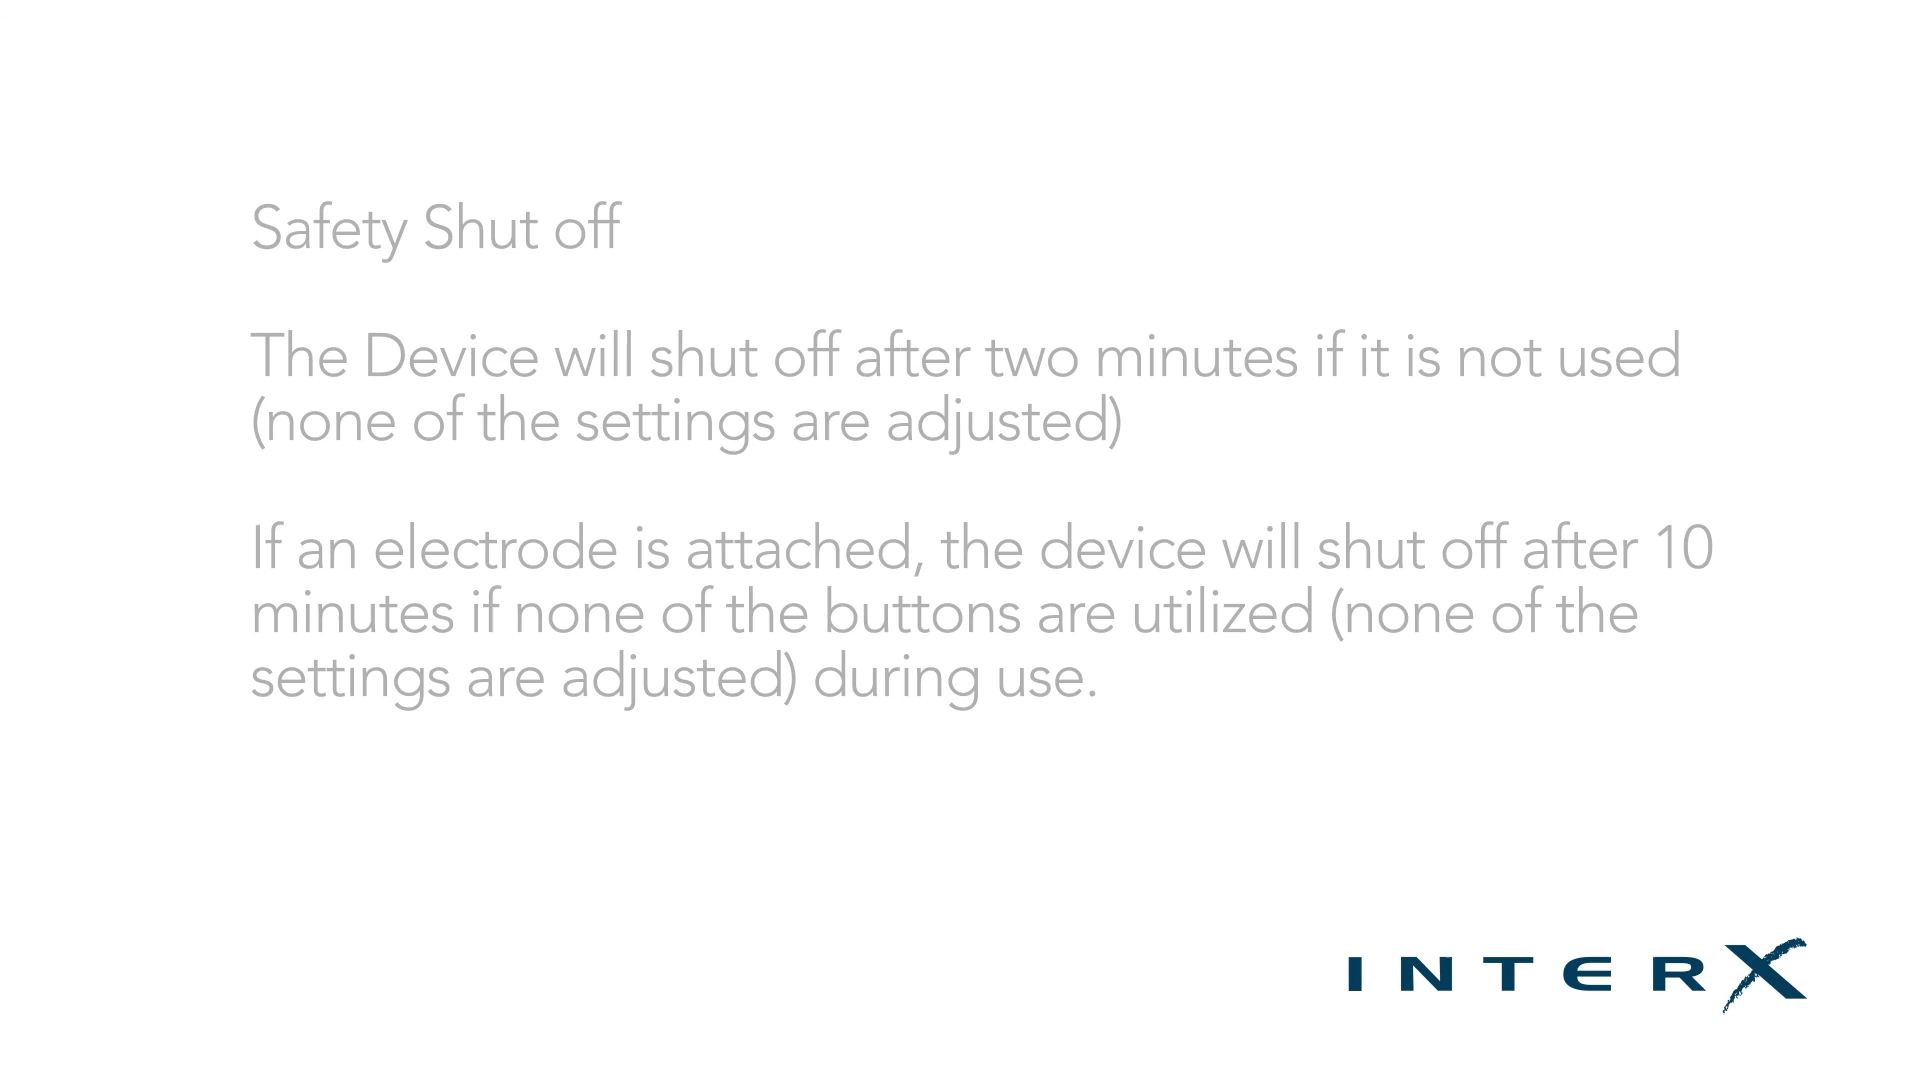 Safety Shut off
The Device will shut off after two minutes if it is not used
(none of the settings are adjusted)
If an electrode is attached, the device will shut off after 10
minutes if none of the buttons are utilized (none of the
settings are adjusted) during use.
INTERX